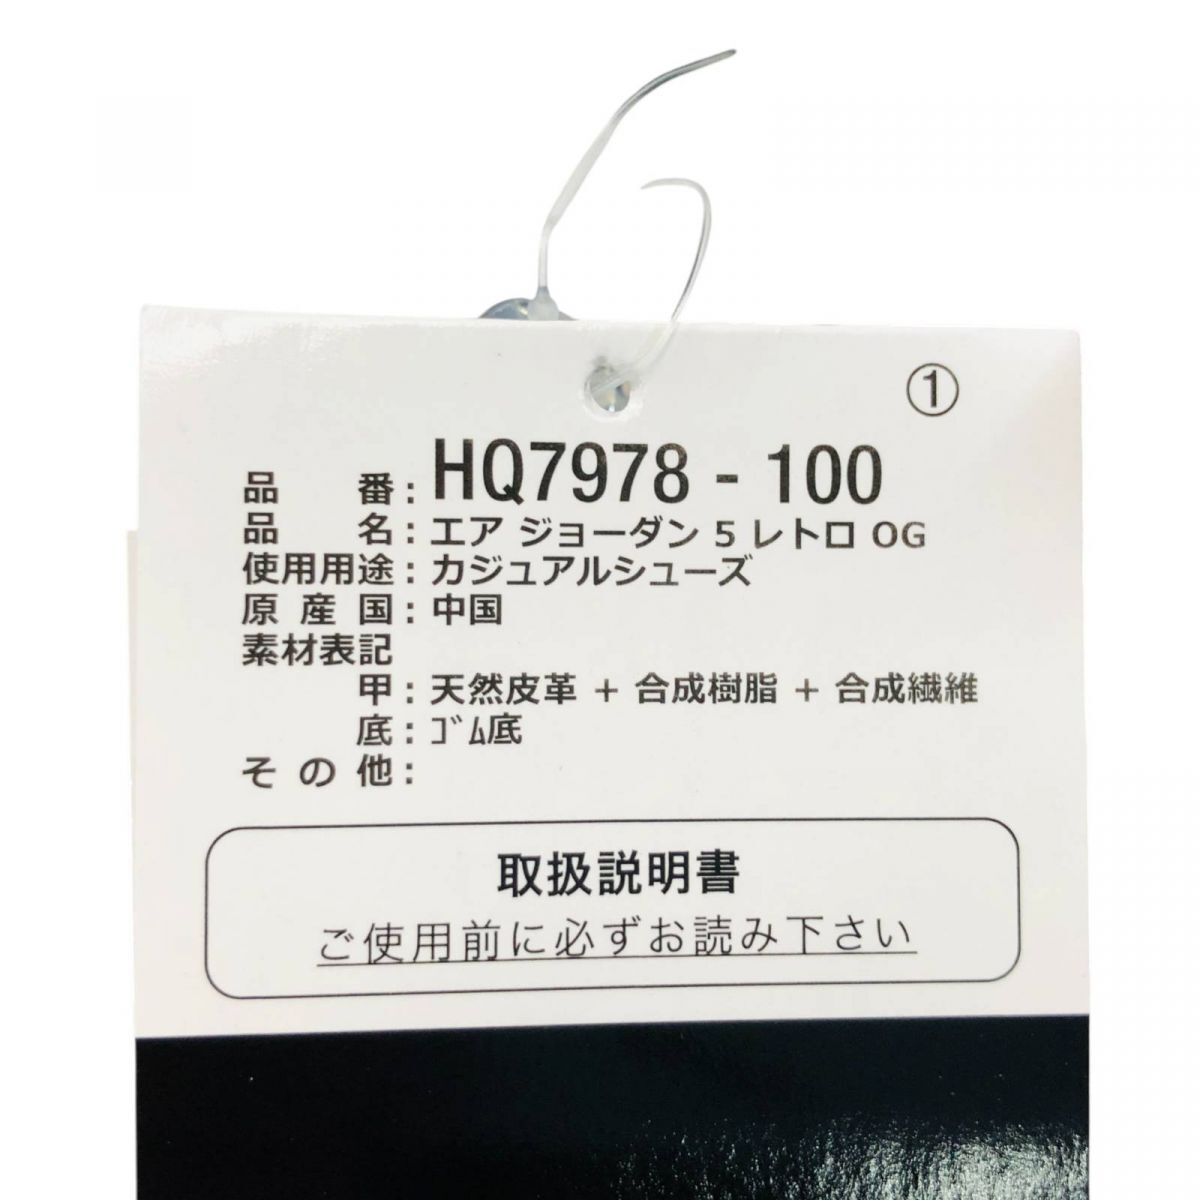 ①
品番:HQ7978 - 100
品名:エア ジョーダン 5 レトロ OG
使用用途:カジュアルシューズ
原産国:中国
素材表記
甲:天然皮革 + 合成樹脂 + 合成繊維
底:ｺﾞﾑ底
その他:
取扱説明書
ご使用前に必ずお読み下さい